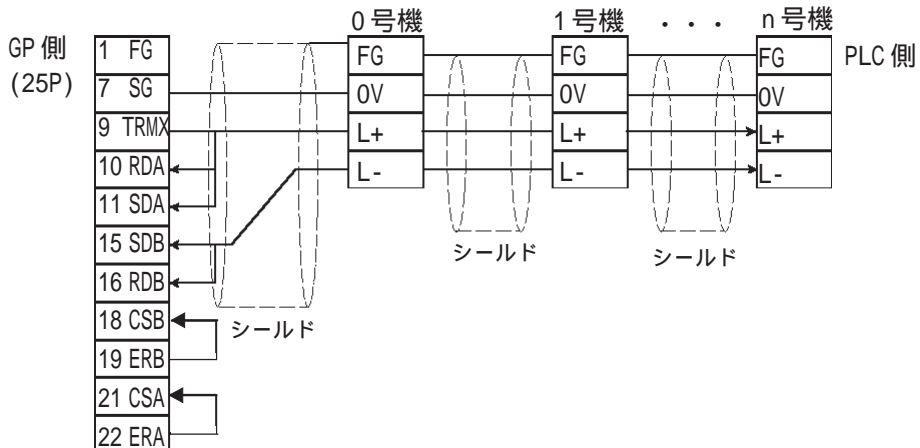 0号機 1号機 ・・・ n号機
GP側
(25P)
PLC側
1 FG
7 SG
9 TRMX
10 RDA
11 SDA
15 SDB
16 RDB
18 CSB
19 ERB
21 CSA
22 ERA
FG
0V
L+
L-
FG
0V
L+
L-
FG
0V
L+
L-
シールド
シールド
シールド